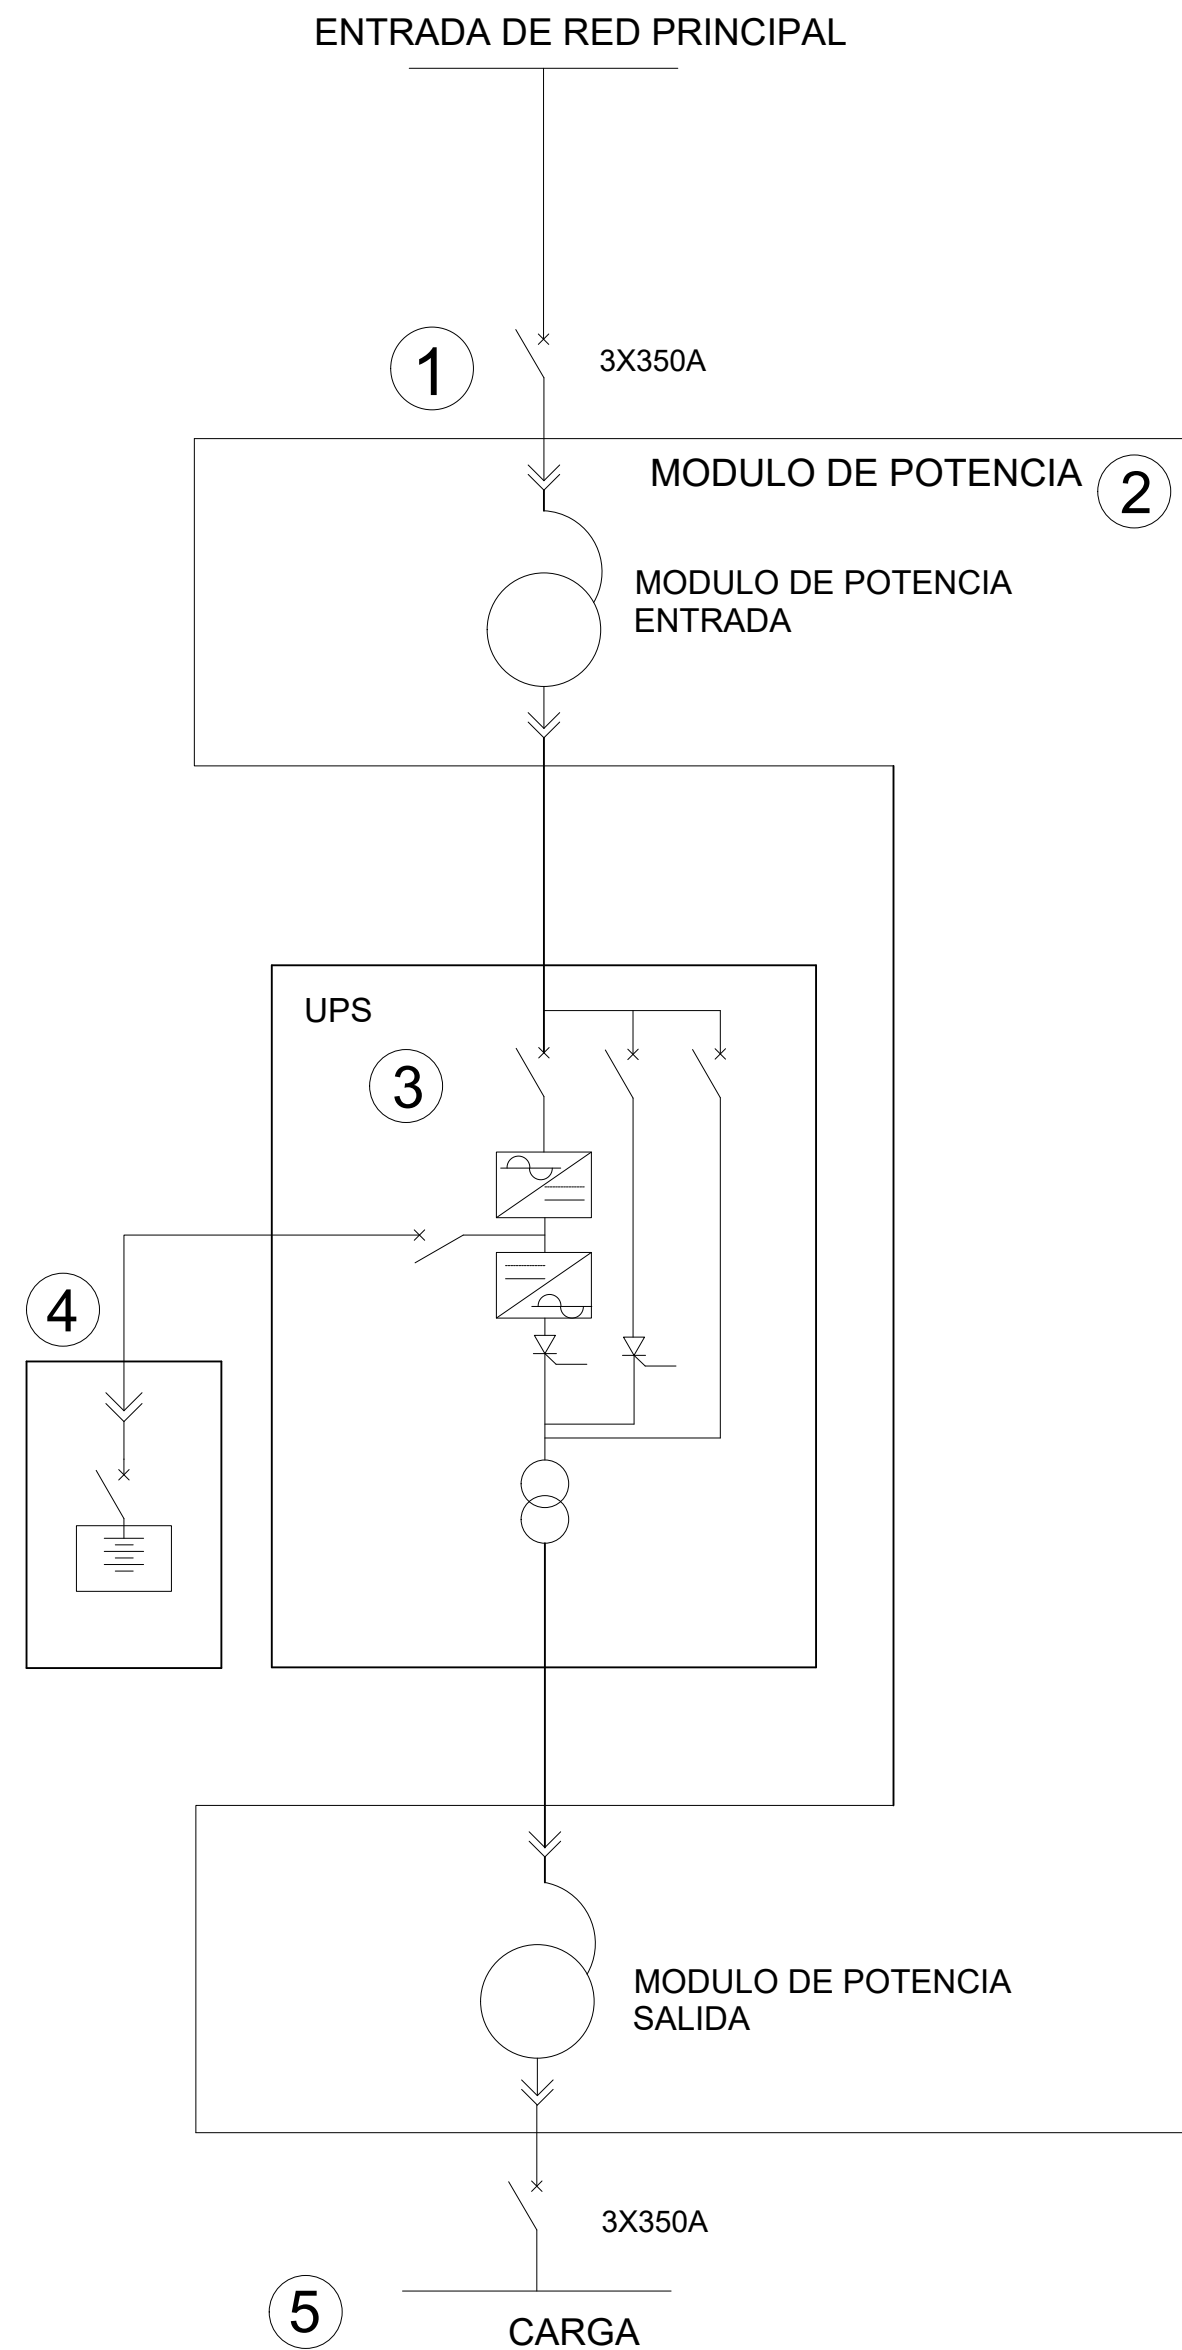 ENTRADA DE RED PRINCIPAL
1
3X350A
MODULO DE POTENCIA
2
MODULO DE POTENCIA
ENTRADA
UPS
3
4
MODULO DE POTENCIA
SALIDA
3X350A
5
CARGA